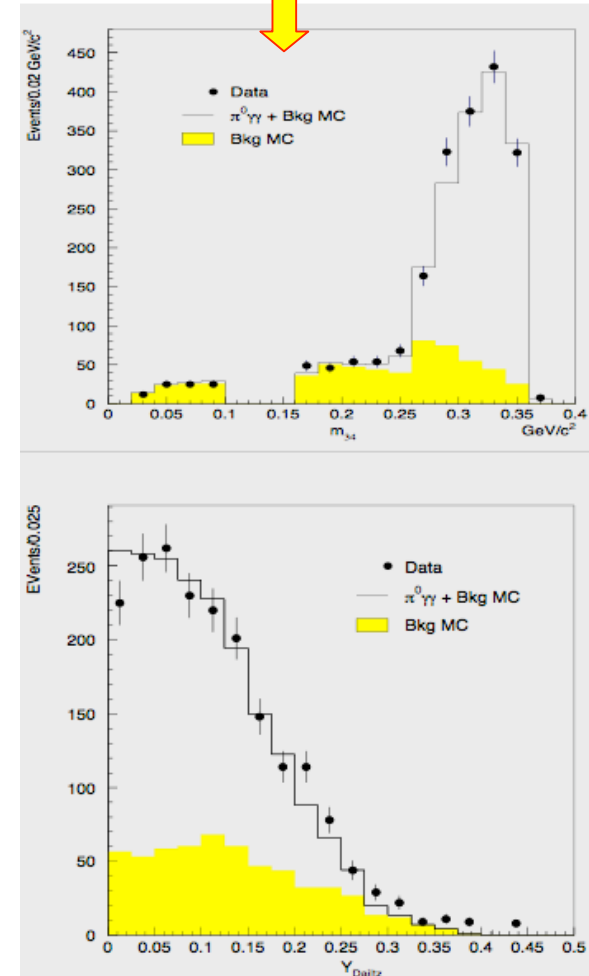 Events/0.02 GeV/c²
450
400
350
300
250
200
150
100
50
0
Data
π⁰γγ + Bkg MC
Bkg MC
0 0.05 0.1 0.15 0.2 0.25 0.3 0.35 0.4
m₃₄ GeV/c²
EVents/0.025
250
200
150
100
50
0
Data
π⁰γγ + Bkg MC
Bkg MC
0 0.05 0.1 0.15 0.2 0.25 0.3 0.35 0.4 0.45 0.5
Y_Dalitz